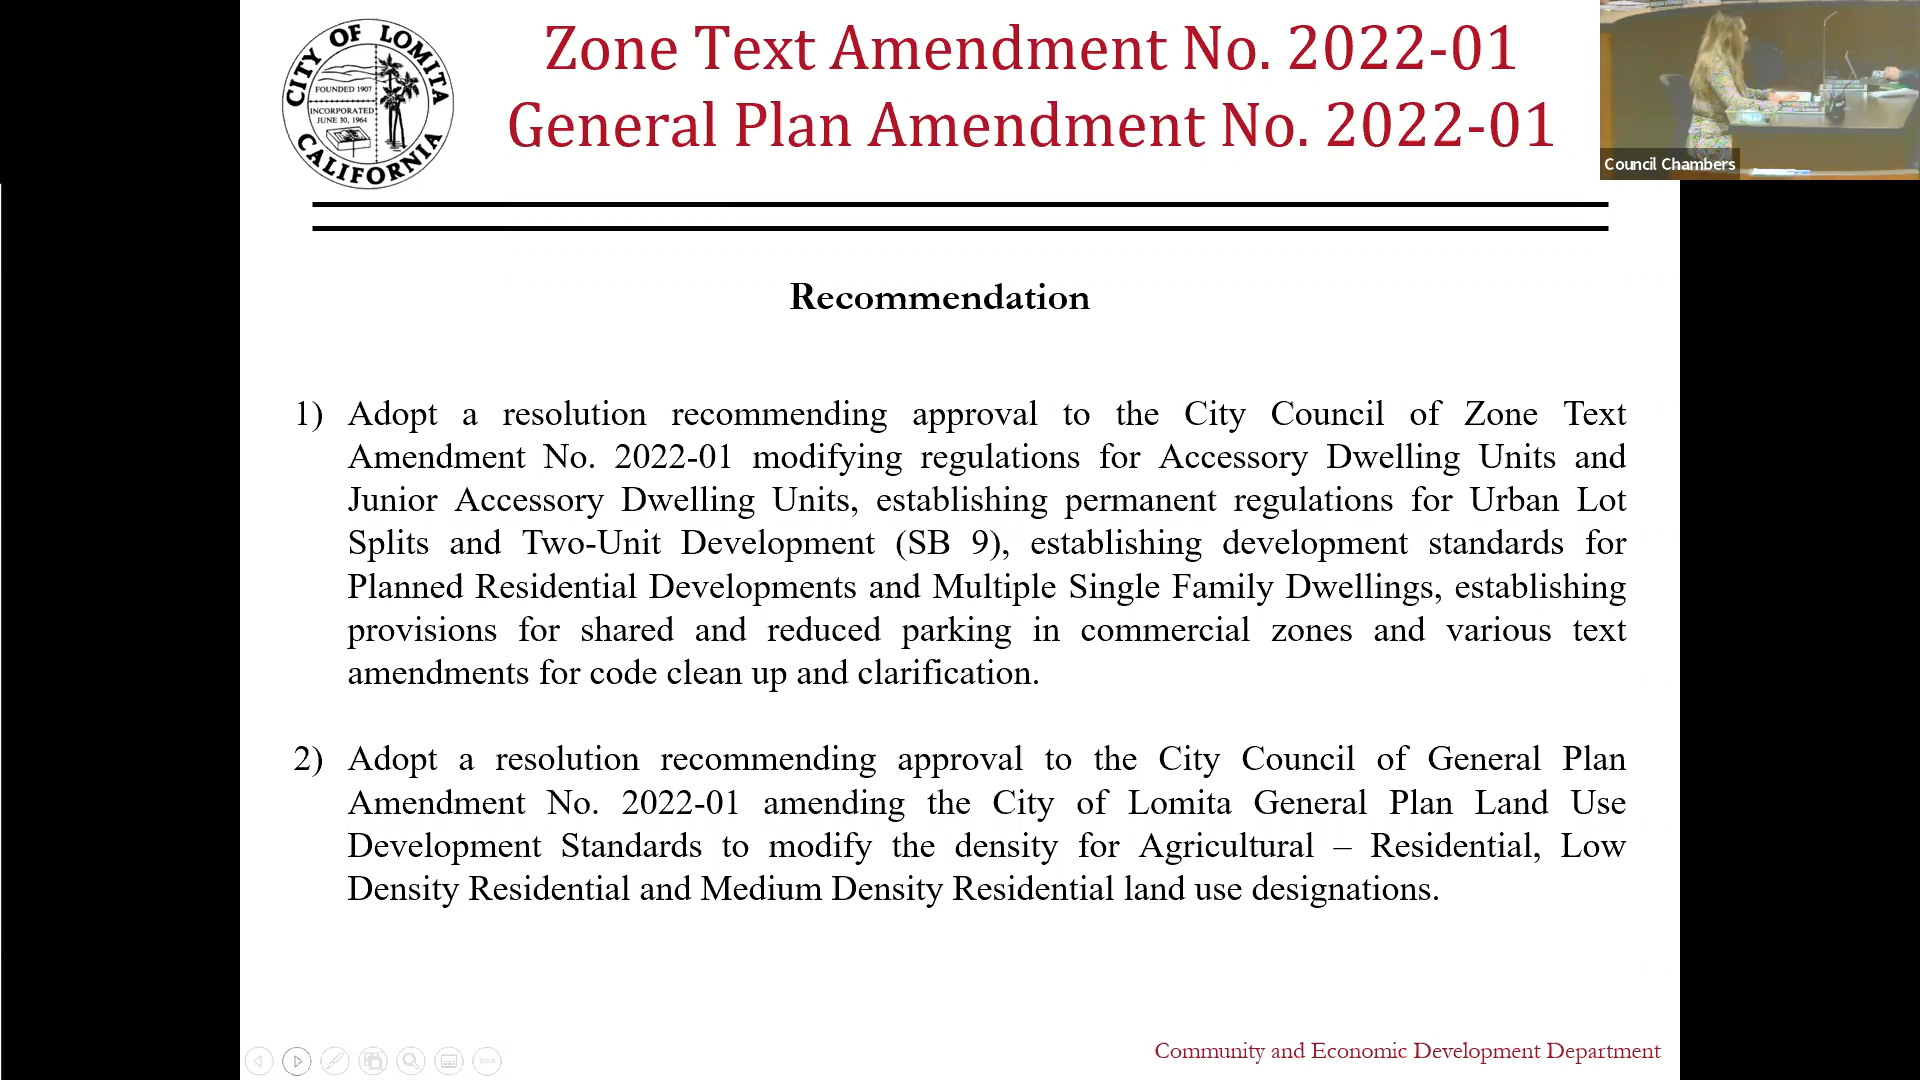 CITY OF LOMITA
FOUNDED 1907
INCORPORATED
JUNE 30, 1964
CALIFORNIA
Zone Text Amendment No. 2022-01
General Plan Amendment No. 2022-01
Council Chambers
Recommendation
1) Adopt a resolution recommending approval to the City Council of Zone Text
Amendment No. 2022-01 modifying regulations for Accessory Dwelling Units and
Junior Accessory Dwelling Units, establishing permanent regulations for Urban Lot
Splits and Two-Unit Development (SB 9), establishing development standards for
Planned Residential Developments and Multiple Single Family Dwellings, establishing
provisions for shared and reduced parking in commercial zones and various text
amendments for code clean up and clarification.
2) Adopt a resolution recommending approval to the City Council of General Plan
Amendment No. 2022-01 amending the City of Lomita General Plan Land Use
Development Standards to modify the density for Agricultural – Residential, Low
Density Residential and Medium Density Residential land use designations.
Community and Economic Development Department